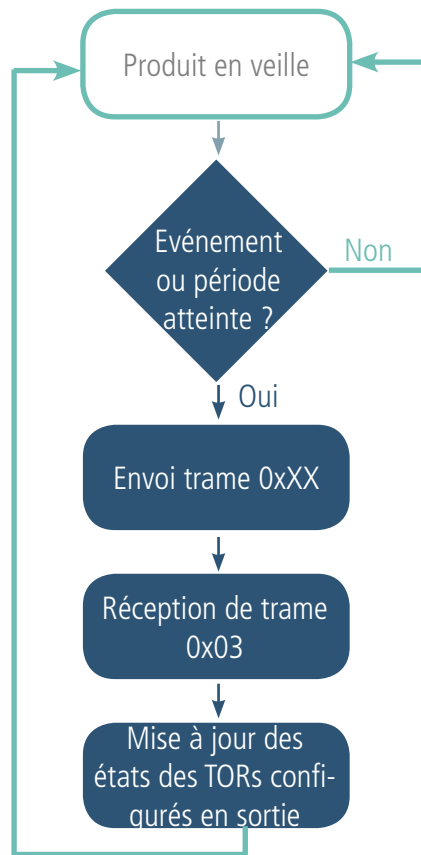 Produit en veille
Evénement
ou période
atteinte ?
Non
Oui
Envoi trame 0xXX
Réception de trame
0x03
Mise à jour des
états des TORs confi-
gurés en sortie